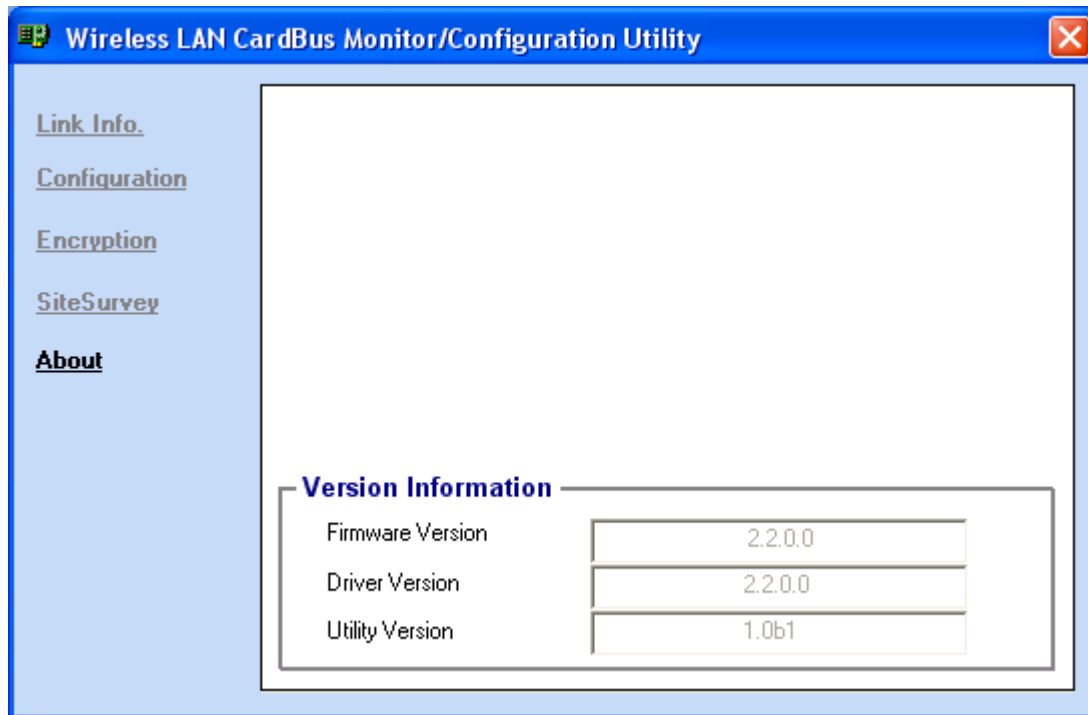 Wireless LAN CardBus Monitor/Configuration Utility
Link Info.
Configuration
Encryption
SiteSurvey
About
Version Information
Firmware Version 2.2.0.0
Driver Version 2.2.0.0
Utility Version 1.0b1